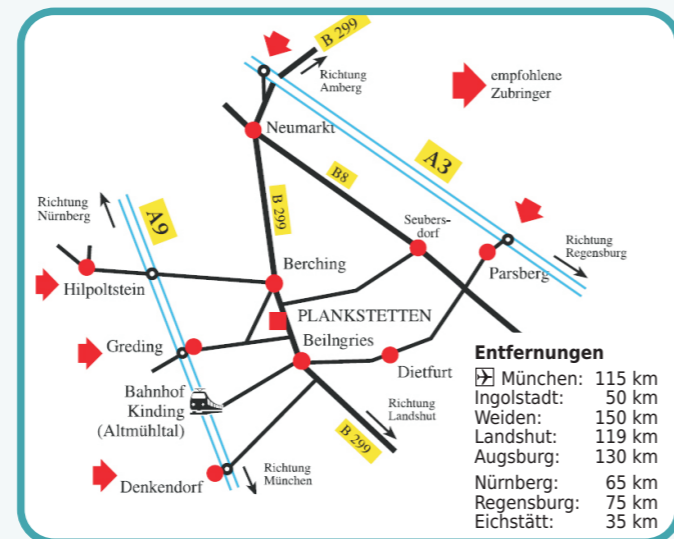 B 299
Richtung
Amberg
empfohlene
Zubringer
Neumarkt
A3
B8
Richtung
Nürnberg
A9
B 299
Seubers-
dorf
Richtung
Regensburg
Parsberg
Berching
Hilpoltstein
PLANKSTETTEN
Beilngries
Greding
Dietfurt
Bahnhof
Kinding
(Altmühltal)
Richtung
Landshut
B 299
Richtung
München
Denkendorf
Entfernungen
München: 115 km
Ingolstadt: 50 km
Weiden: 150 km
Landshut: 119 km
Augsburg: 130 km
Nürnberg: 65 km
Regensburg: 75 km
Eichstätt: 35 km